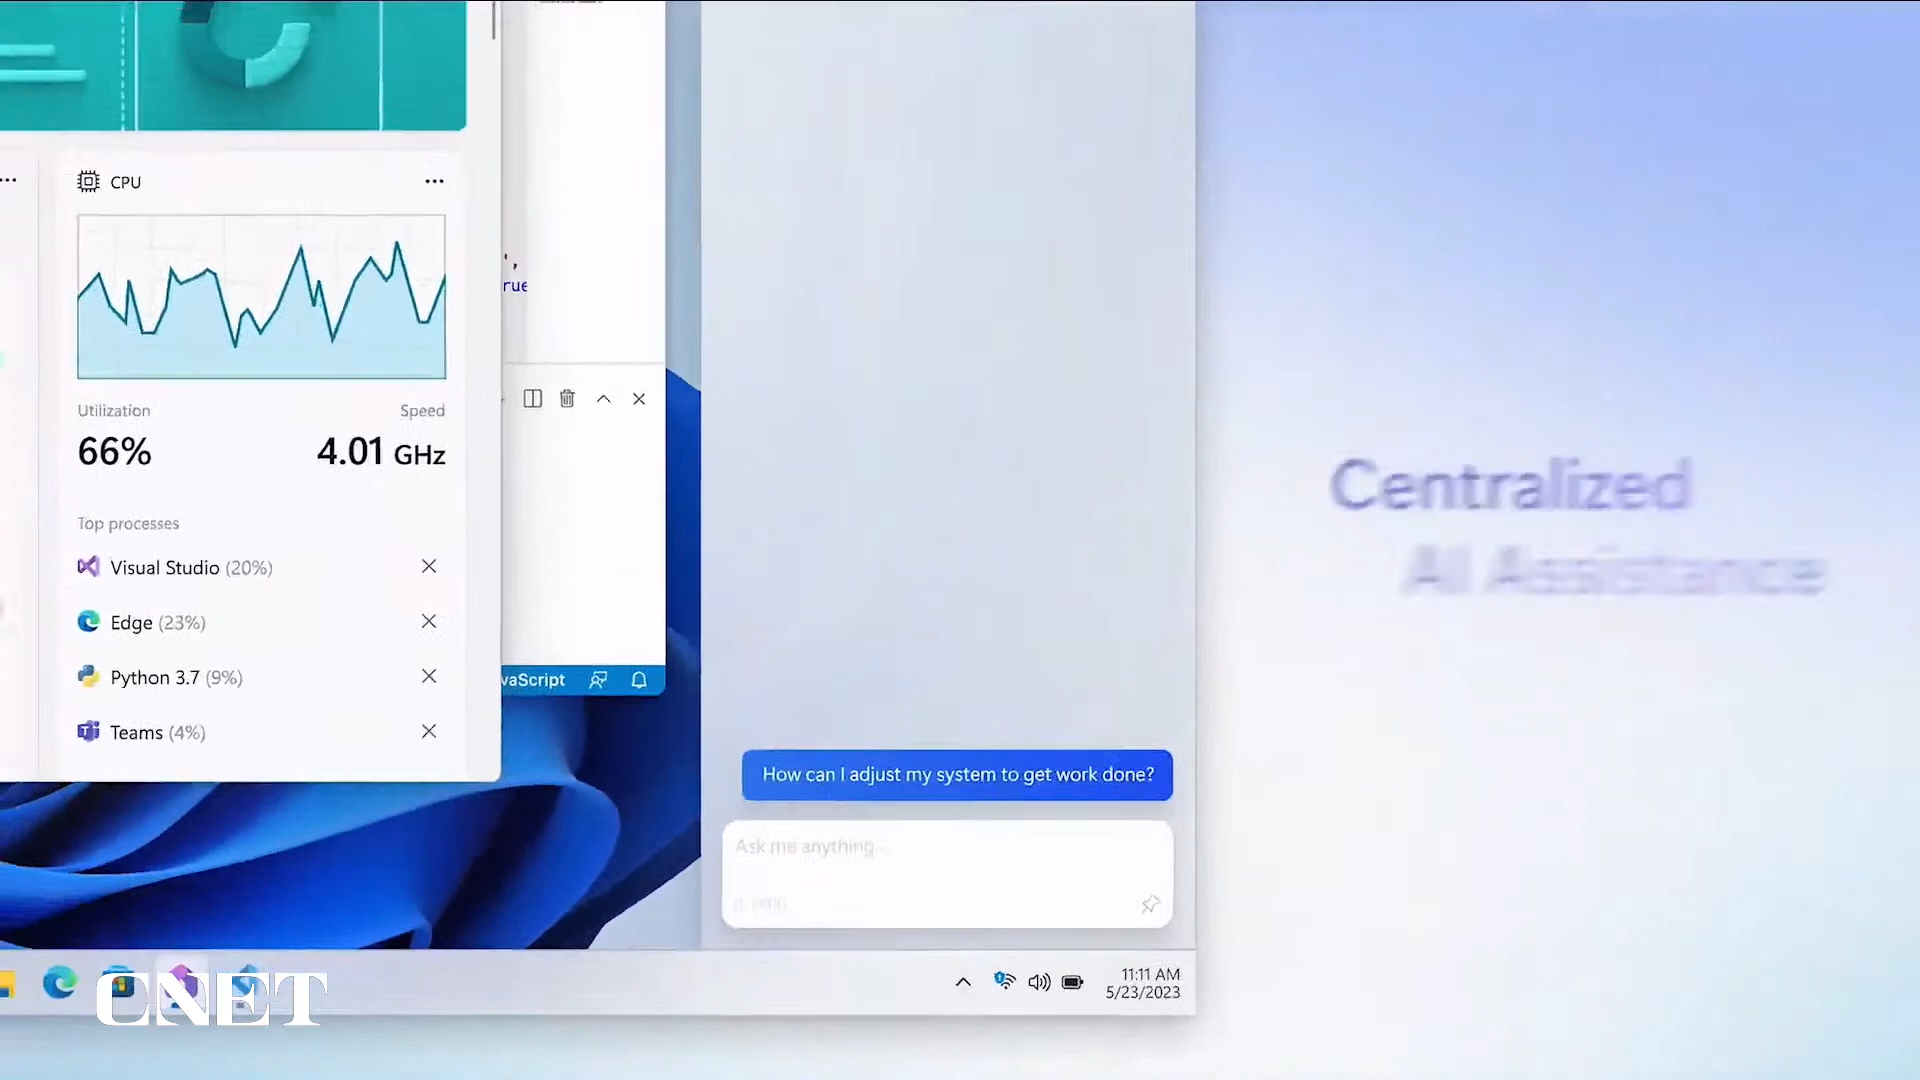 CPU
Utilization
Speed
66%
4.01 GHz
Top processes
Visual Studio (20%)
Edge (23%)
Python 3.7 (9%)
Teams (4%)
',
rue
vaScript
How can I adjust my system to get work done?
Ask me anything...
11:11 AM
5/23/2023
Centralized
AI Assistance
CNET